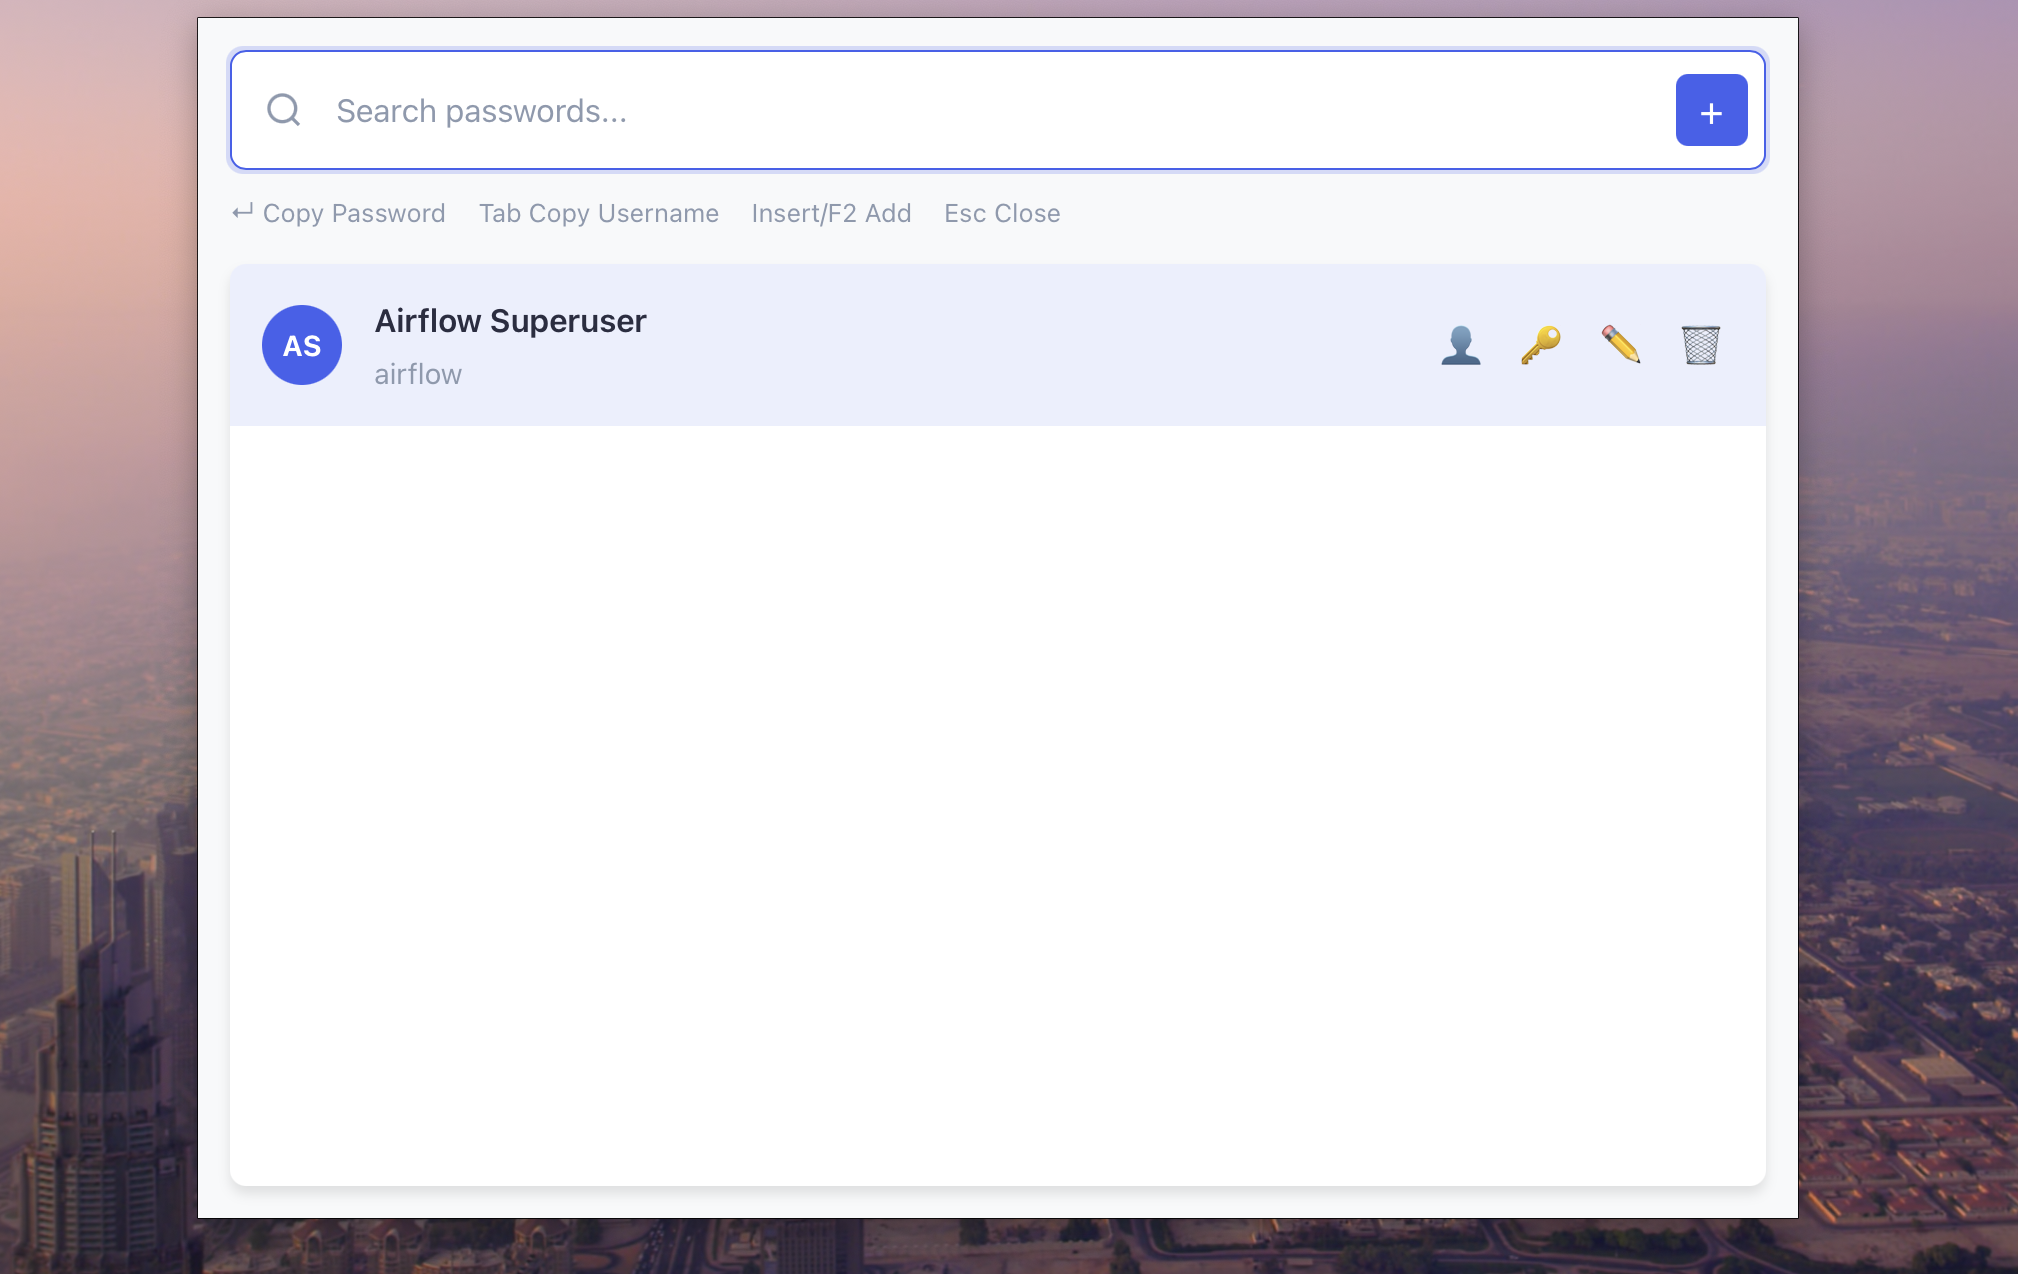 Search passwords...
+
↵ Copy Password Tab Copy Username Insert/F2 Add Esc Close
AS
Airflow Superuser
airflow